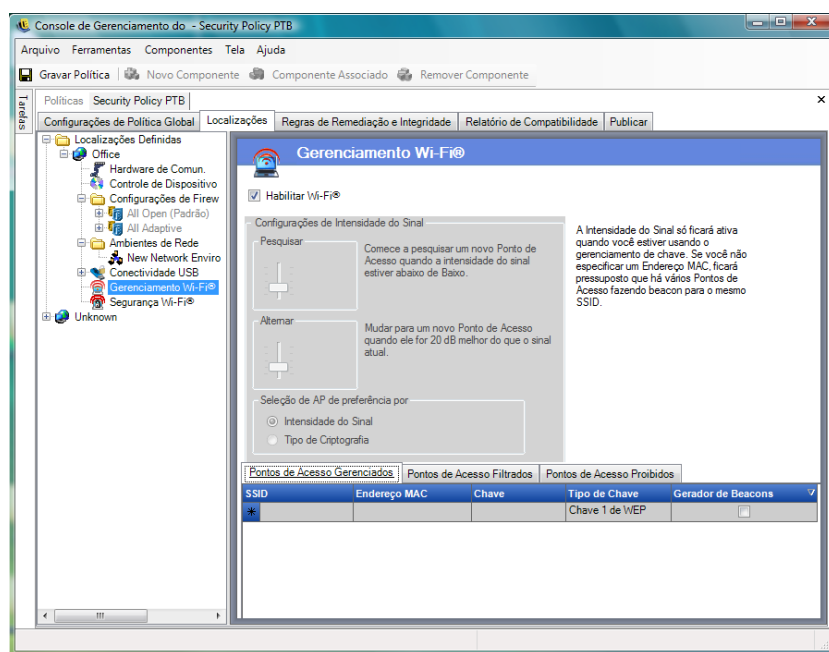 Console de Gerenciamento do - Security Policy PTB
Arquivo Ferramentas Componentes Tela Ajuda
Gravar Política Novo Componente Componente Associado Remover Componente
Tarefas
Políticas Security Policy PTB
Configurações de Política Global Localizações Regras de Remediação e Integridade Relatório de Compatibilidade Publicar
Localizações Definidas
Office
Hardware de Comun.
Controle de Dispositivo
Configurações de Firew
All Open (Padrão)
All Adaptive
Ambientes de Rede
New Network Enviro
Conectividade USB
Gerenciamento Wi-Fi®
Segurança Wi-Fi®
Unknown
Gerenciamento Wi-Fi®
Habilitar Wi-Fi®
Configurações de Intensidade do Sinal
Pesquisar
Comece a pesquisar um novo Ponto de
Acesso quando a intensidade do sinal
estiver abaixo de Baixo.
Alternar
Mudar para um novo Ponto de Acesso
quando ele for 20 dB melhor do que o sinal
atual.
Seleção de AP de preferência por
Intensidade do Sinal
Tipo de Criptografia
A Intensidade do Sinal só ficará ativa
quando você estiver usando o
gerenciamento de chave. Se você não
especificar um Endereço MAC, ficará
pressuposto que há vários Pontos de
Acesso fazendo beacon para o mesmo
SSID.
Pontos de Acesso Gerenciados Pontos de Acesso Filtrados Pontos de Acesso Proibidos
SSID Endereço MAC Chave Tipo de Chave Gerador de Beacons
Chave 1 de WEP